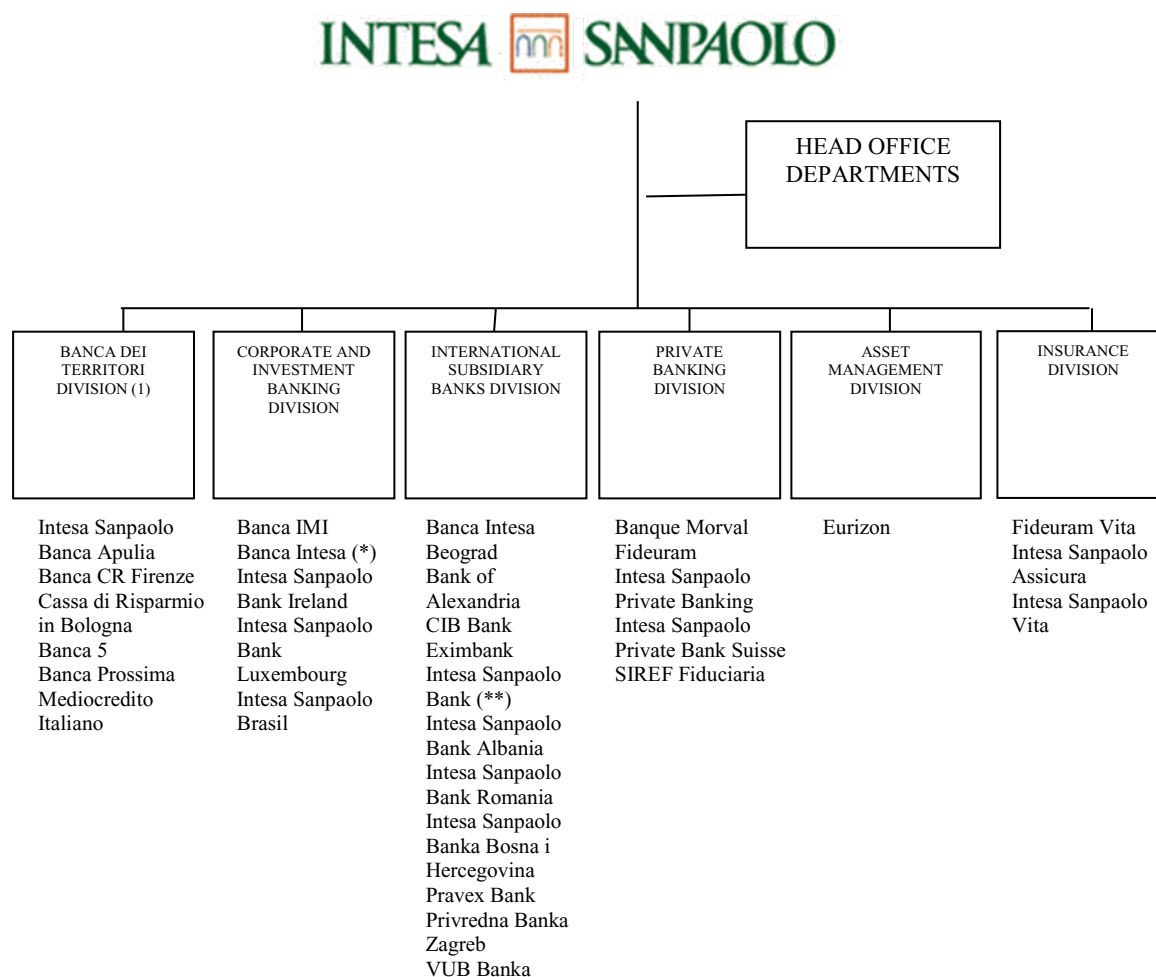 INTESA SANPAOLO
HEAD OFFICE
DEPARTMENTS
BANCA DEI
TERRITORI
DIVISION (1)
CORPORATE AND
INVESTMENT
BANKING
DIVISION
INTERNATIONAL
SUBSIDIARY
BANKS DIVISION
PRIVATE
BANKING
DIVISION
ASSET
MANAGEMENT
DIVISION
INSURANCE
DIVISION
Intesa Sanpaolo
Banca Apulia
Banca CR Firenze
Cassa di Risparmio
in Bologna
Banca 5
Banca Prossima
Mediocredito
Italiano
Banca IMI
Banca Intesa (*)
Intesa Sanpaolo
Bank Ireland
Intesa Sanpaolo
Bank
Luxembourg
Intesa Sanpaolo
Brasil
Banca Intesa
Beograd
Bank of
Alexandria
CIB Bank
Eximbank
Intesa Sanpaolo
Bank (**)
Intesa Sanpaolo
Bank Albania
Intesa Sanpaolo
Bank Romania
Intesa Sanpaolo
Banka Bosna i
Hercegovina
Pravex Bank
Privredna Banka
Zagreb
VUB Banka
Banque Morval
Fideuram
Intesa Sanpaolo
Private Banking
Intesa Sanpaolo
Private Bank Suisse
SIREF Fiduciaria
Eurizon
Fideuram Vita
Intesa Sanpaolo
Assicura
Intesa Sanpaolo
Vita